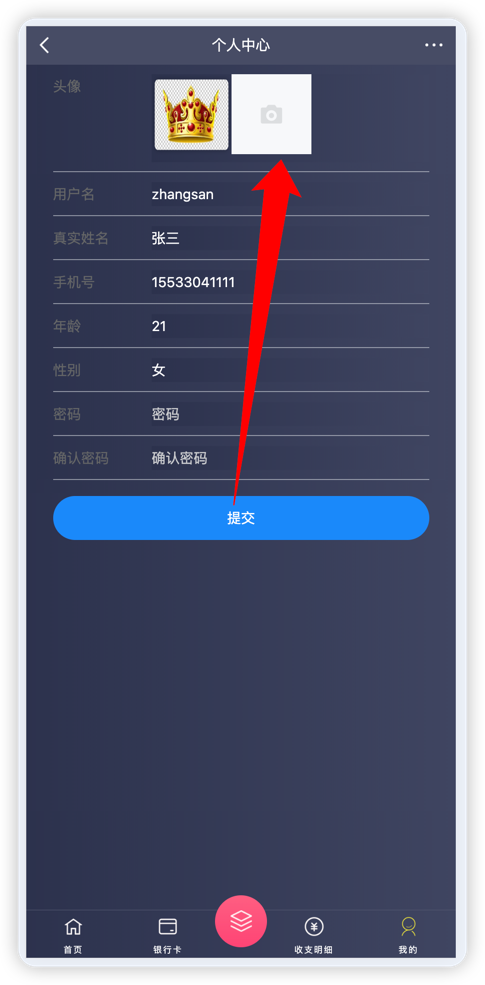 个人中心
头像
用户名 zhangsan
真实姓名 张三
手机号 15533041111
年龄 21
性别 女
密码 密码
确认密码 确认密码
提交
首页 银行卡 收支明细 我的